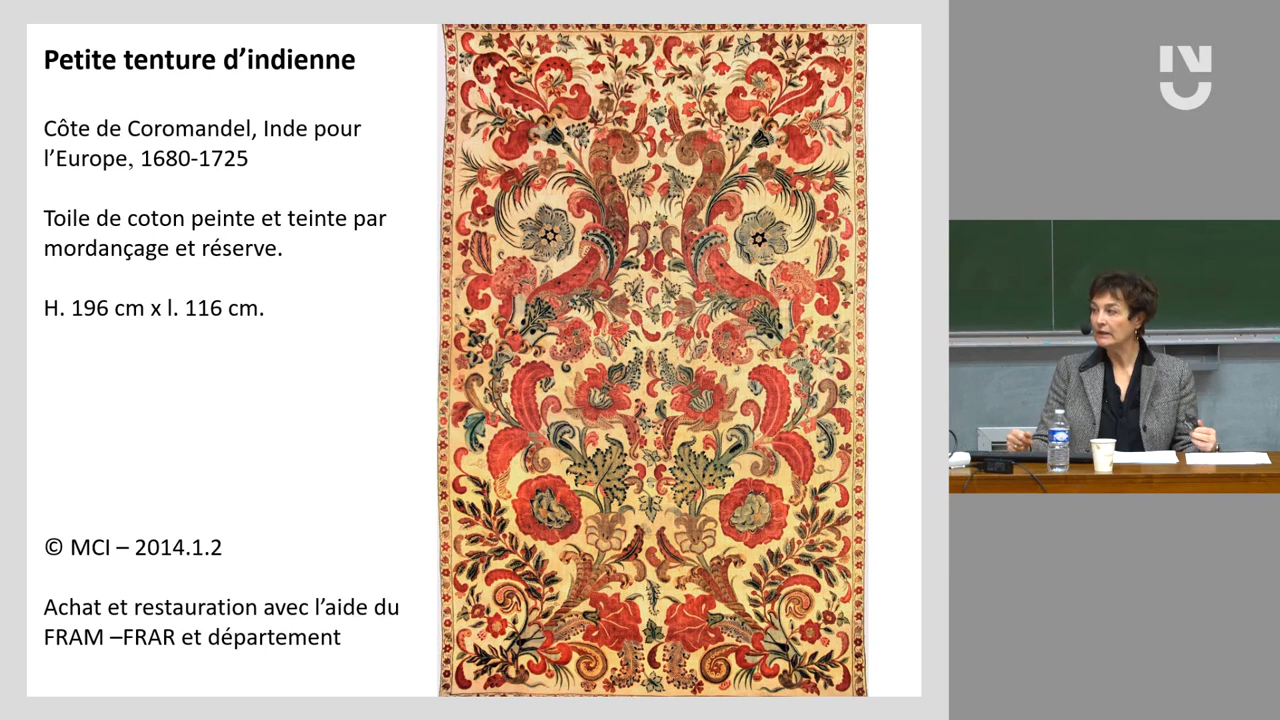 Petite tenture d’indienne
Côte de Coromandel, Inde pour
l’Europe, 1680-1725
Toile de coton peinte et teinte par
mordançage et réserve.
H. 196 cm x l. 116 cm.
© MCI – 2014.1.2
Achat et restauration avec l’aide du
FRAM –FRAR et département